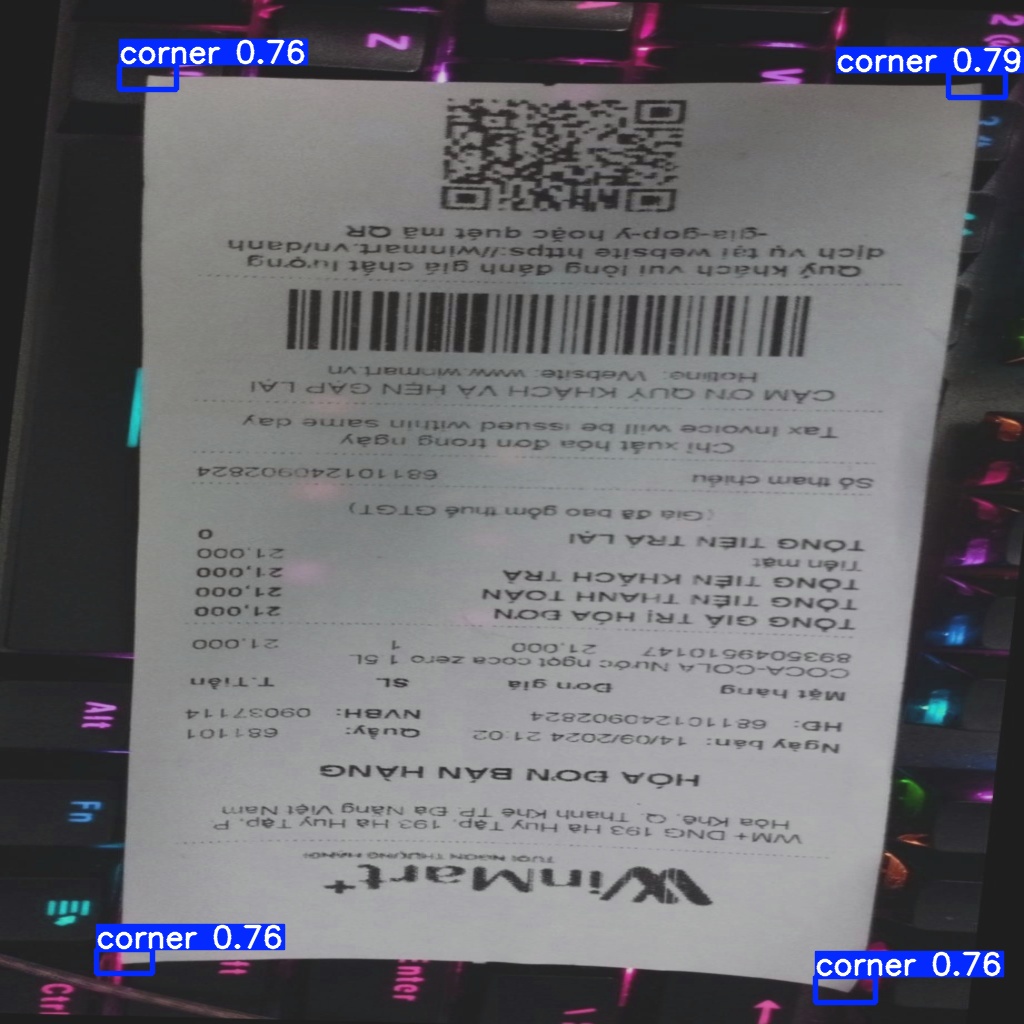 corner 0.76
corner 0.79
corner 0.76
corner 0.76
WinMart+
TƯƠI NGON THƯỢNG HẠNG!
WM+ DNG 193 Hà Huy Tập, 193 Hà Huy Tập, P.
Hòa Khê, Q. Thanh Khê TP. Đà Nẵng Việt Nam
HÓA ĐƠN BÁN HÀNG
Ngày bán: 14/09/2024 21:02 Quầy: 681101
HĐ: 681101240902824 NVBH: 09037114
Mặt hàng Đơn giá SL T.Tiền
COCA-COLA Nước ngọt coca zero 1.5L
8935049510147 21,000 1 21,000
TỔNG GIÁ TRỊ HÓA ĐƠN 21,000
TỔNG TIỀN THANH TOÁN 21,000
TỔNG TIỀN KHÁCH TRẢ 21,000
Tiền mặt 21,000
TỔNG TIỀN TRẢ LẠI 0
(Giá đã bao gồm thuế GTGT)
Số tham chiếu 681101240902824
Chỉ xuất hóa đơn trong ngày
Tax invoice will be issued within same day
CẢM ƠN QUÝ KHÁCH VÀ HẸN GẶP LẠI
Hotline: Website: www.winmart.vn
Quý khách vui lòng đánh giá chất lượng
dịch vụ tại website https://winmart.vn/danh
-gia-gop-y hoặc quét mã QR
Z
Alt
Fn
Ctrl
Enter